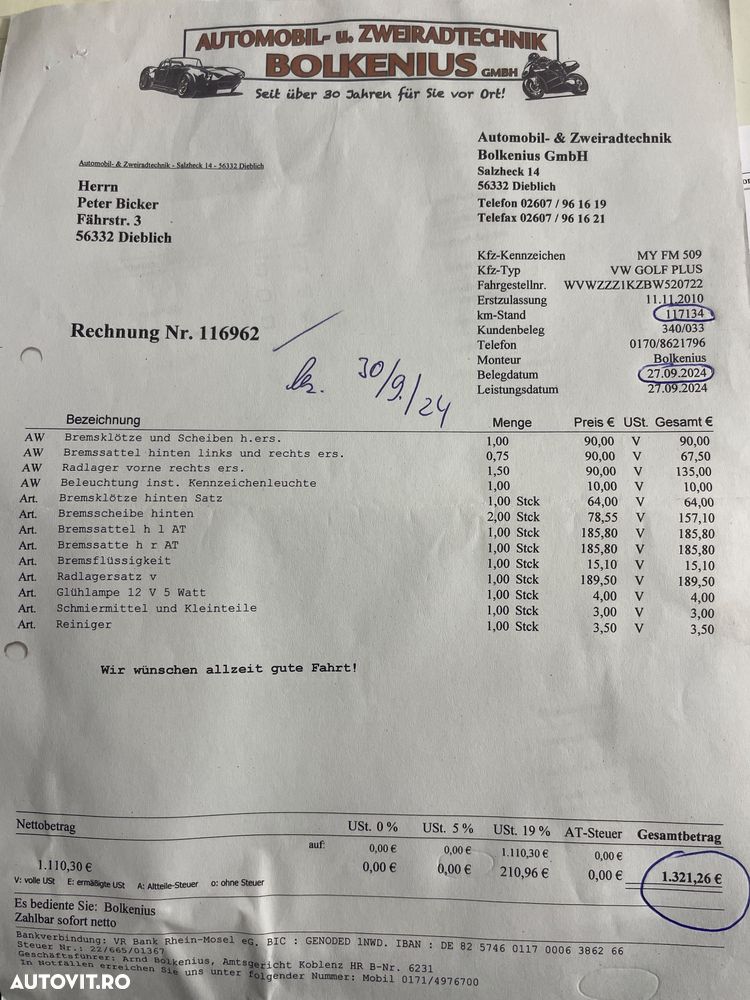 AUTOMOBIL- u. ZWEIRADTECHNIK
BOLKENIUS GMBH
Seit über 30 Jahren für Sie vor Ort!
Automobil- & Zweiradtechnik
Bolkenius GmbH
Salzheck 14
56332 Dieblich
Telefon 02607 / 96 16 19
Telefax 02607 / 96 16 21
Automobil- & Zweiradtechnik - Salzheck 14 - 56332 Dieblich
Herrn
Peter Bicker
Fährstr. 3
56332 Dieblich
Kfz-Kennzeichen MY FM 509
Kfz-Typ VW GOLF PLUS
Fahrgestellnr. WVWZZZ1KZBW520722
Erstzulassung 11.11.2010
km-Stand 117134
Kundenbeleg 340/033
Telefon 0170/8621796
Monteur Bolkenius
Belegdatum 27.09.2024
Leistungsdatum 27.09.2024
Rechnung Nr. 116962
30/9./24
Bezeichnung Menge Preis € USt. Gesamt €
AW Bremsklötze und Scheiben h.ers. 1,00 90,00 V 90,00
AW Bremssattel hinten links und rechts ers. 0,75 90,00 V 67,50
AW Radlager vorne rechts ers. 1,50 90,00 V 135,00
AW Beleuchtung inst. Kennzeichenleuchte 1,00 10,00 V 10,00
Art. Bremsklötze hinten Satz 1,00 Stck 64,00 V 64,00
Art. Bremsscheibe hinten 2,00 Stck 78,55 V 157,10
Art. Bremssattel h l AT 1,00 Stck 185,80 V 185,80
Art. Bremssatte h r AT 1,00 Stck 185,80 V 185,80
Art. Bremsflüssigkeit 1,00 Stck 15,10 V 15,10
Art. Radlagersatz v 1,00 Stck 189,50 V 189,50
Art. Glühlampe 12 V 5 Watt 1,00 Stck 4,00 V 4,00
Art. Schmiermittel und Kleinteile 1,00 Stck 3,00 V 3,00
Art. Reiniger 1,00 Stck 3,50 V 3,50
Wir wünschen allzeit gute Fahrt!
Nettobetrag USt. 0 % USt. 5 % USt. 19 % AT-Steuer Gesamtbetrag
auf: 0,00 € 0,00 € 1.110,30 € 0,00 €
1.110,30 € 0,00 € 0,00 € 210,96 € 0,00 € 1.321,26 €
V: volle USt E: ermäßigte USt A: Altteile-Steuer o: ohne Steuer
Es bediente Sie: Bolkenius
Zahlbar sofort netto
Bankverbindung: VR Bank Rhein-Mosel eG. BIC : GENODED 1NWD. IBAN : DE 82 5746 0117 0006 3862 66
Steuer Nr.: 22/665/01367
Geschäftsführer: Arnd Bolkenius, Amtsgericht Koblenz HR B-Nr. 6231
In Notfällen erreichen Sie uns unter folgender Nummer: Mobil 0171/4976700
AUTOVIT.RO